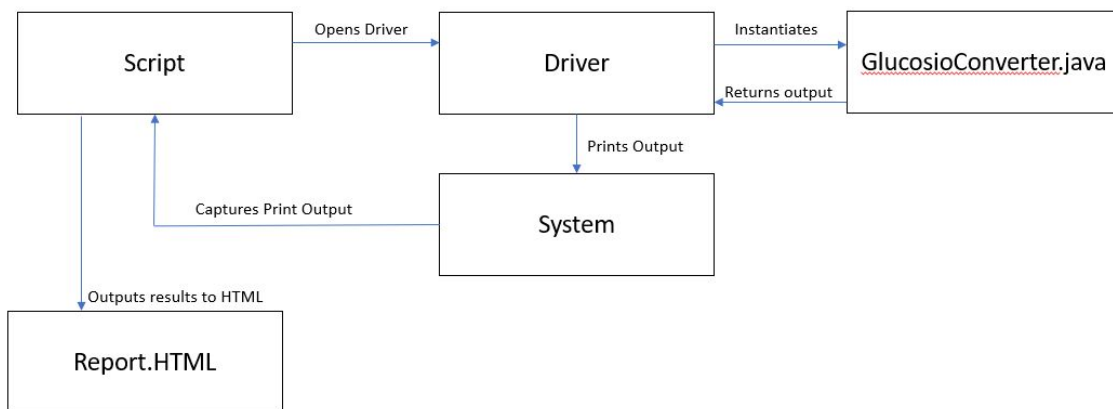 Script
Opens Driver
Driver
Instantiates
GlucosioConverter.java
Returns output
Prints Output
Captures Print Output
System
Outputs results to HTML
Report.HTML